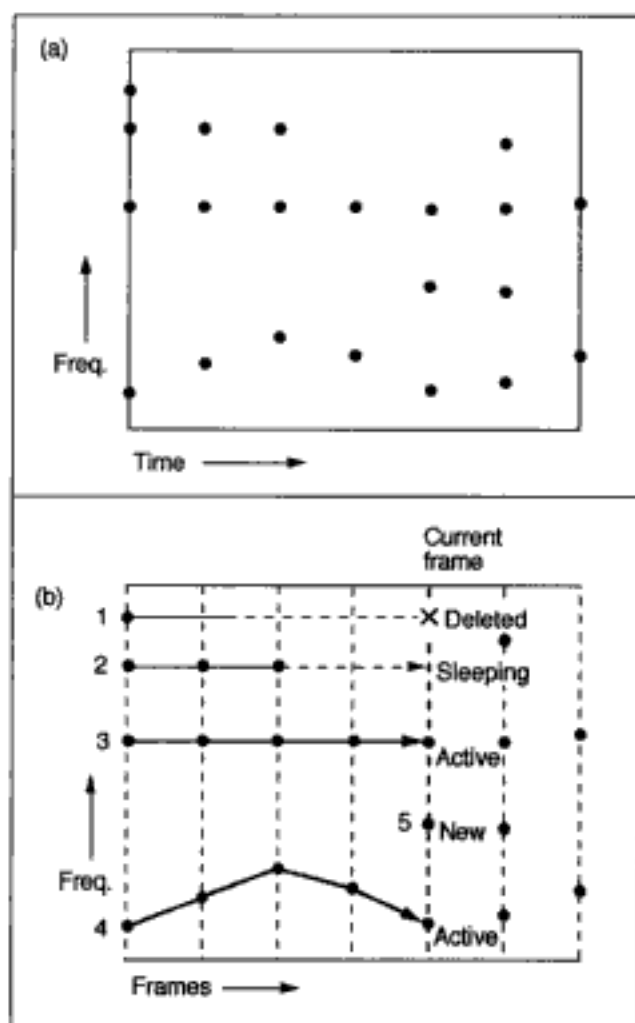 (a)
Freq.
Time
Current
frame
(b)
1
Deleted
2
Sleeping
3
Active
5 New
Freq.
4
Active
Frames